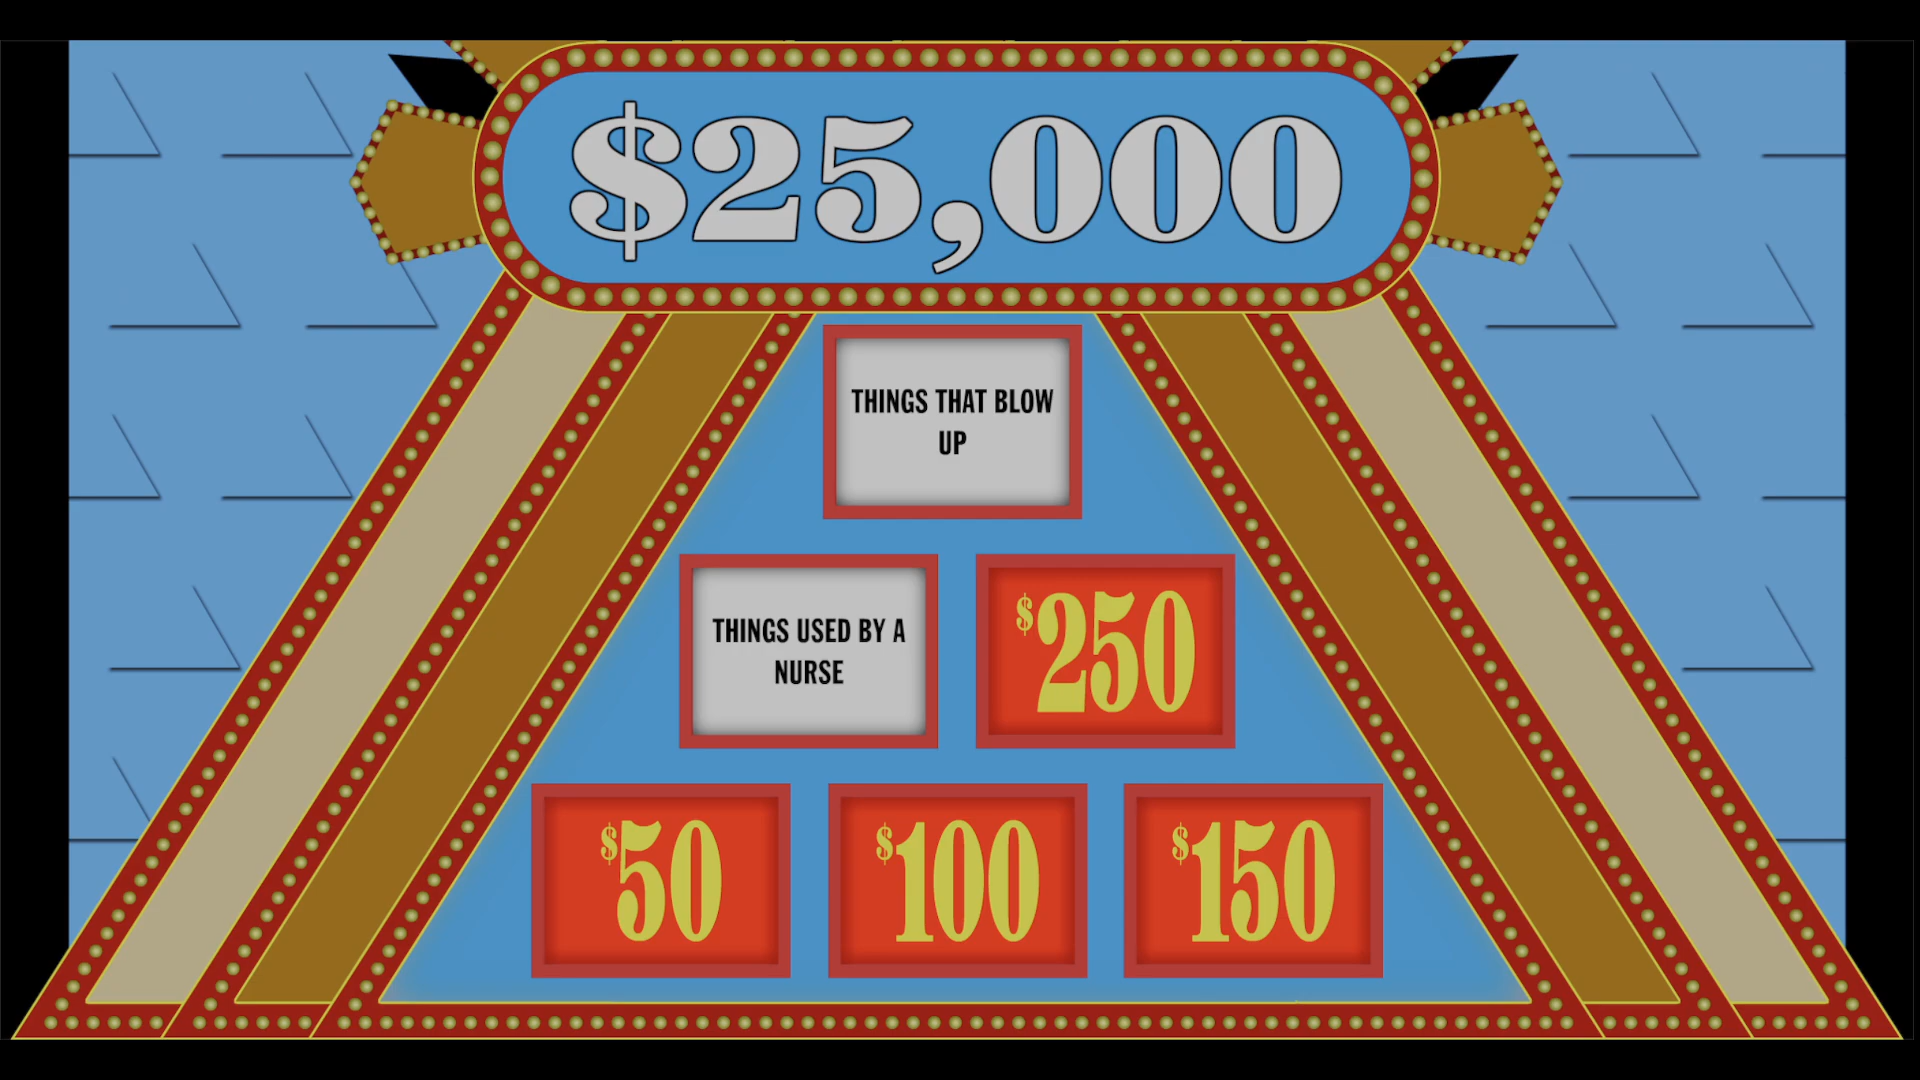 $25,000
THINGS THAT BLOW
UP
THINGS USED BY A
NURSE
$250
$50
$100
$150